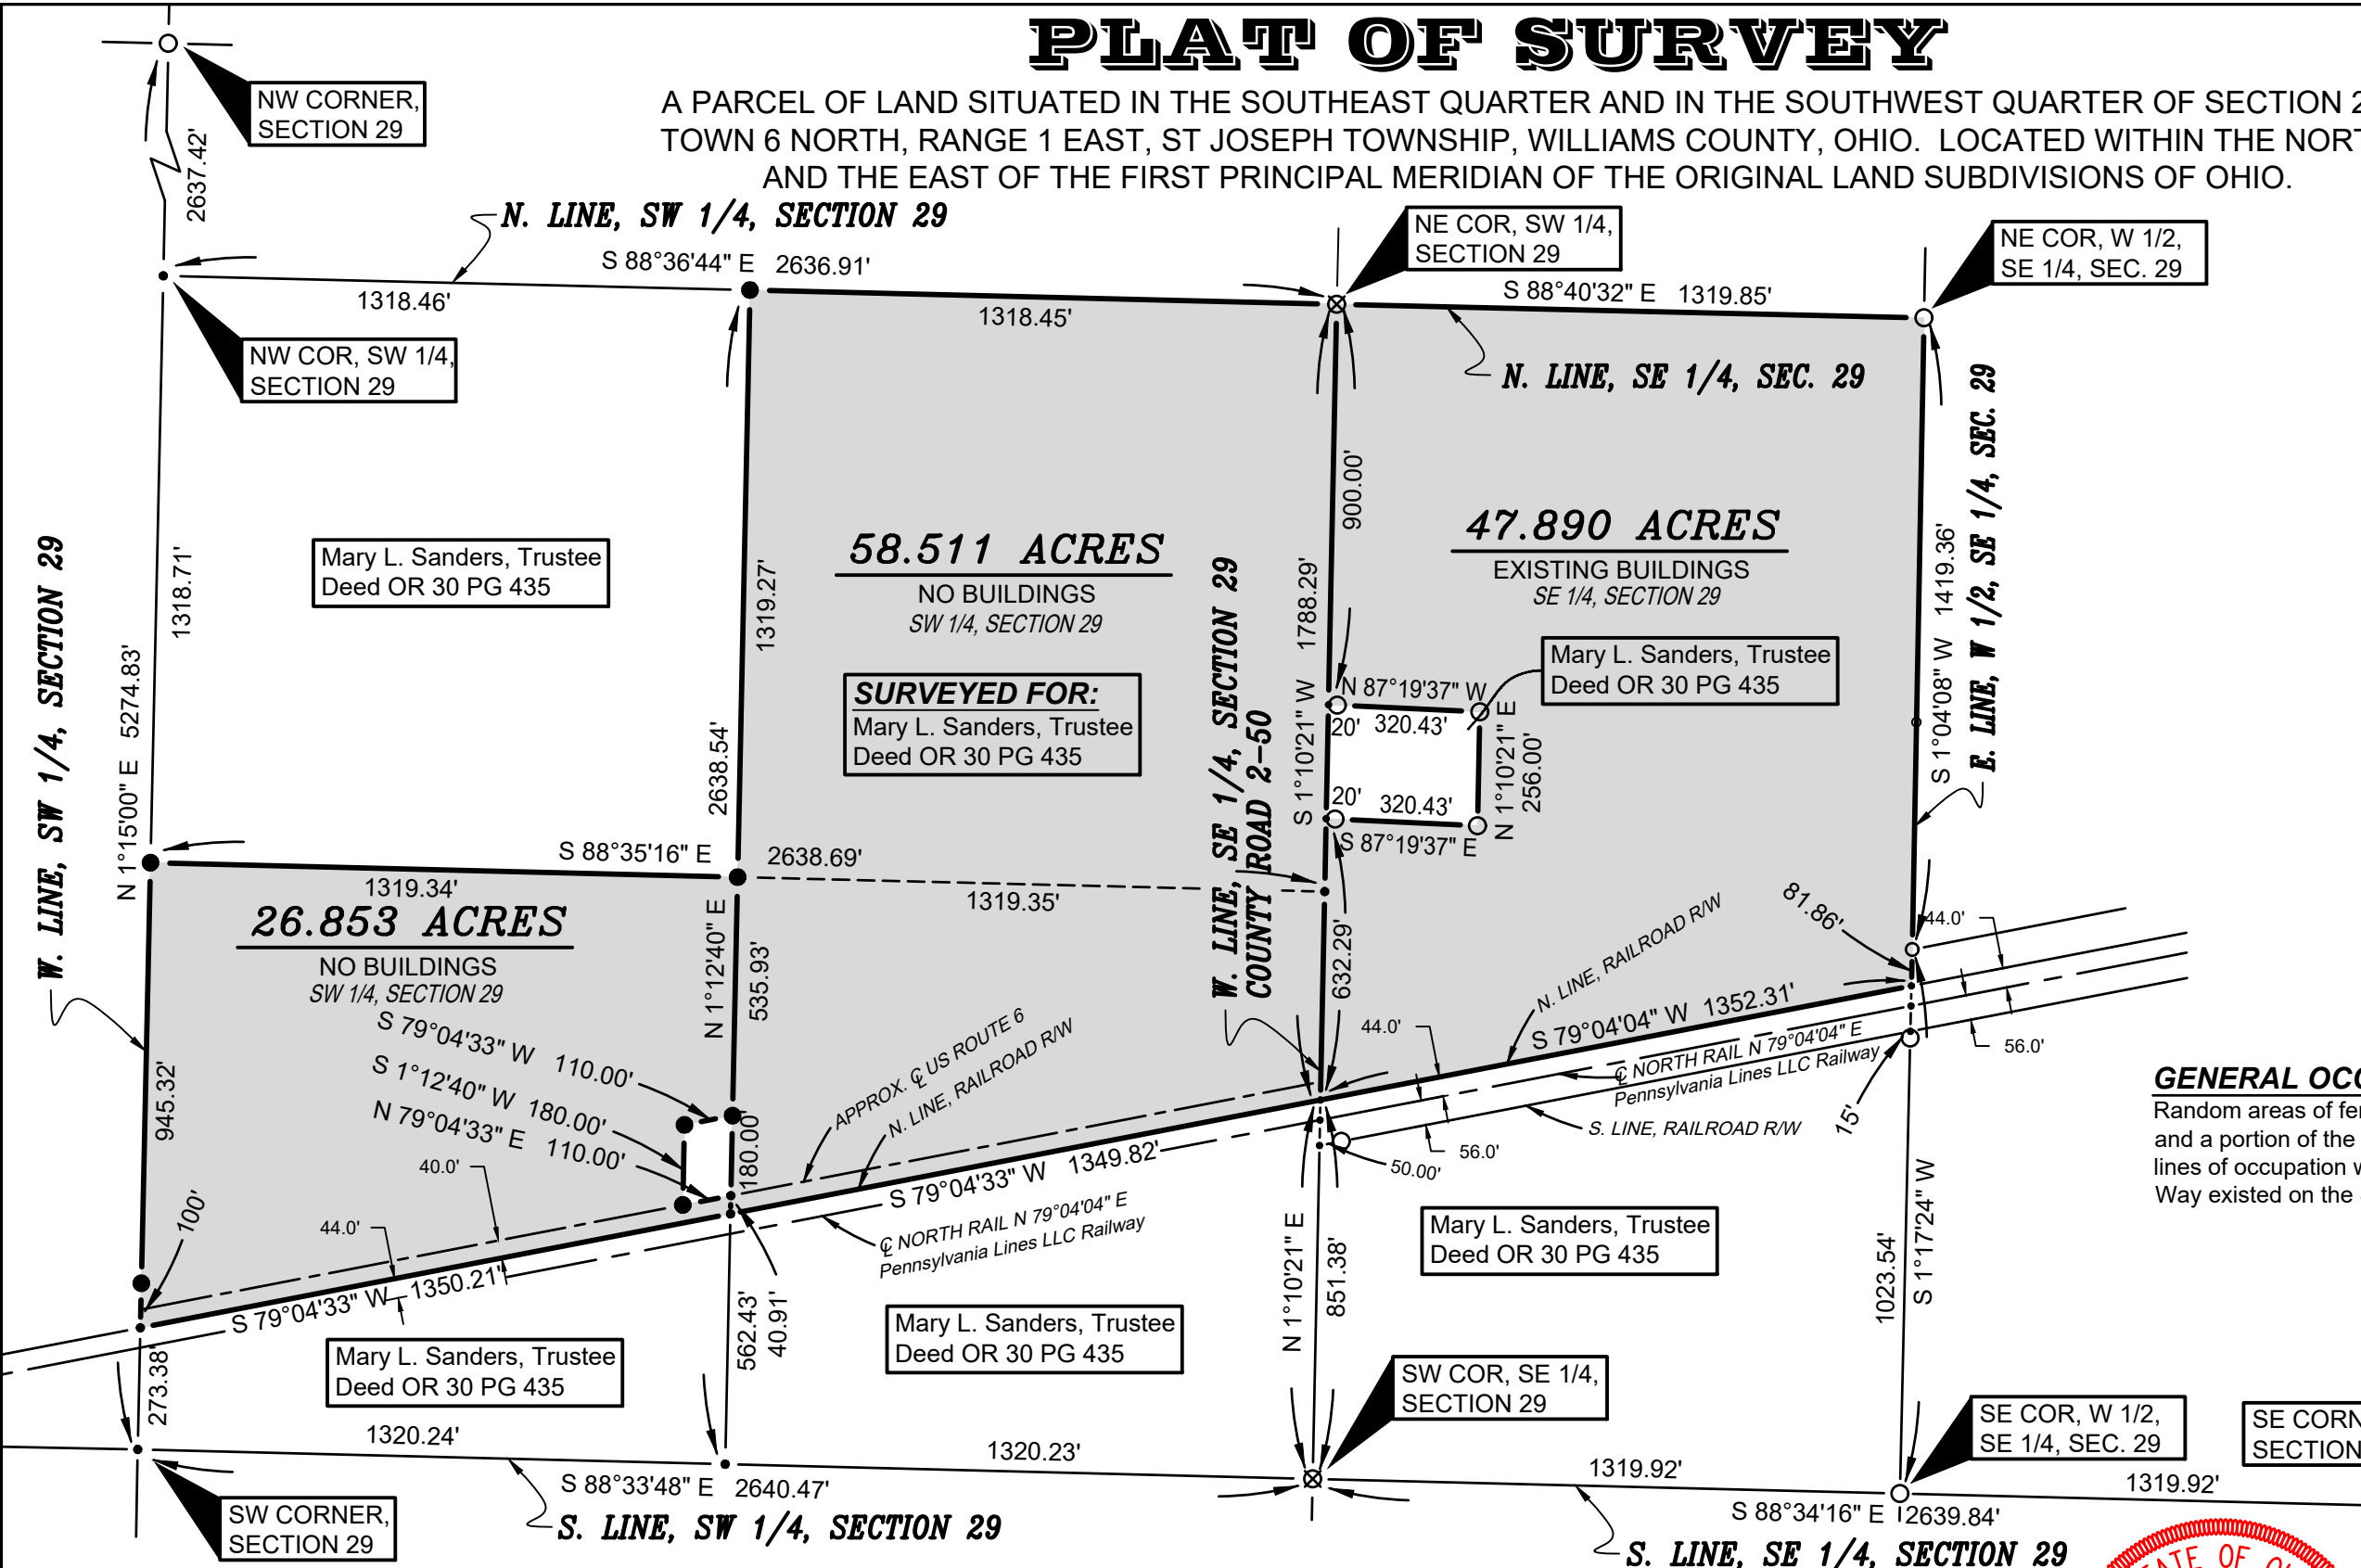 PLAT OF SURVEY
A PARCEL OF LAND SITUATED IN THE SOUTHEAST QUARTER AND IN THE SOUTHWEST QUARTER OF SECTION
TOWN 6 NORTH, RANGE 1 EAST, ST JOSEPH TOWNSHIP, WILLIAMS COUNTY, OHIO. LOCATED WITHIN THE
AND THE EAST OF THE FIRST PRINCIPAL MERIDIAN OF THE ORIGINAL LAND SUBDIVISIONS OF OHIO.
NW CORNER,
SECTION 29
2637.42'
N. LINE, SW 1/4, SECTION 29
S 88°36'44" E 2636.91'
1318.46'
1318.45'
NE COR, SW 1/4,
SECTION 29
NE COR, W 1/2,
SE 1/4, SEC. 29
S 88°40'32" E 1319.85'
N. LINE, SE 1/4, SEC. 29
NW COR, SW 1/4,
SECTION 29
W. LINE, SW 1/4, SECTION 29
N 1°15'00" E 5274.83'
1318.71'
Mary L. Sanders, Trustee
Deed OR 30 PG 435
1319.27'
2638.54'
58.511 ACRES
NO BUILDINGS
SW 1/4, SECTION 29
SURVEYED FOR:
Mary L. Sanders, Trustee
Deed OR 30 PG 435
W. LINE, SE 1/4, SECTION 29
COUNTY ROAD 2-50
900.00'
S 1°10'21" W 1788.29'
47.890 ACRES
EXISTING BUILDINGS
SE 1/4, SECTION 29
Mary L. Sanders, Trustee
Deed OR 30 PG 435
N 87°19'37" W
20' 320.43'
N 1°10'21" E
256.00'
20' 320.43'
S 87°19'37" E
S 1°04'08" W 1419.36'
E. LINE, W 1/2, SE 1/4, SEC. 29
S 88°35'16" E 2638.69'
1319.34'
1319.35'
26.853 ACRES
NO BUILDINGS
SW 1/4, SECTION 29
N 1°12'40" E
535.93'
632.29'
S 79°04'33" W 110.00'
S 1°12'40" W 180.00'
N 79°04'33" E 110.00'
180.00'
945.32'
100'
40.0'
44.0'
S 79°04'33" W 1350.21'
APPROX. ℄ US ROUTE 6
N. LINE, RAILROAD R/W
S 79°04'33" W 1349.82'
℄ NORTH RAIL N 79°04'04" E
Pennsylvania Lines LLC Railway
N. LINE, RAILROAD R/W
81.86'
44.0'
S 79°04'04" W 1352.31'
44.0'
℄ NORTH RAIL N 79°04'04" E
Pennsylvania Lines LLC Railway
S. LINE, RAILROAD R/W
56.0'
50.00'
56.0'
15'
GENERAL
Random areas of
and a portion of the
lines of occupation
Way existed on the
Mary L. Sanders, Trustee
Deed OR 30 PG 435
Mary L. Sanders, Trustee
Deed OR 30 PG 435
Mary L. Sanders, Trustee
Deed OR 30 PG 435
273.38'
562.43'
40.91'
N 1°10'21" E
851.38'
1023.54'
S 1°17'24" W
SW COR, SE 1/4,
SECTION 29
SE COR, W 1/2,
SE 1/4, SEC. 29
SE
SECTION
1320.24'
1320.23'
1319.92'
1319.92'
S 88°33'48" E 2640.47'
S 88°34'16" E 2639.84'
SW CORNER,
SECTION 29
S. LINE, SW 1/4, SECTION 29
S. LINE, SE 1/4, SECTION 29
OF